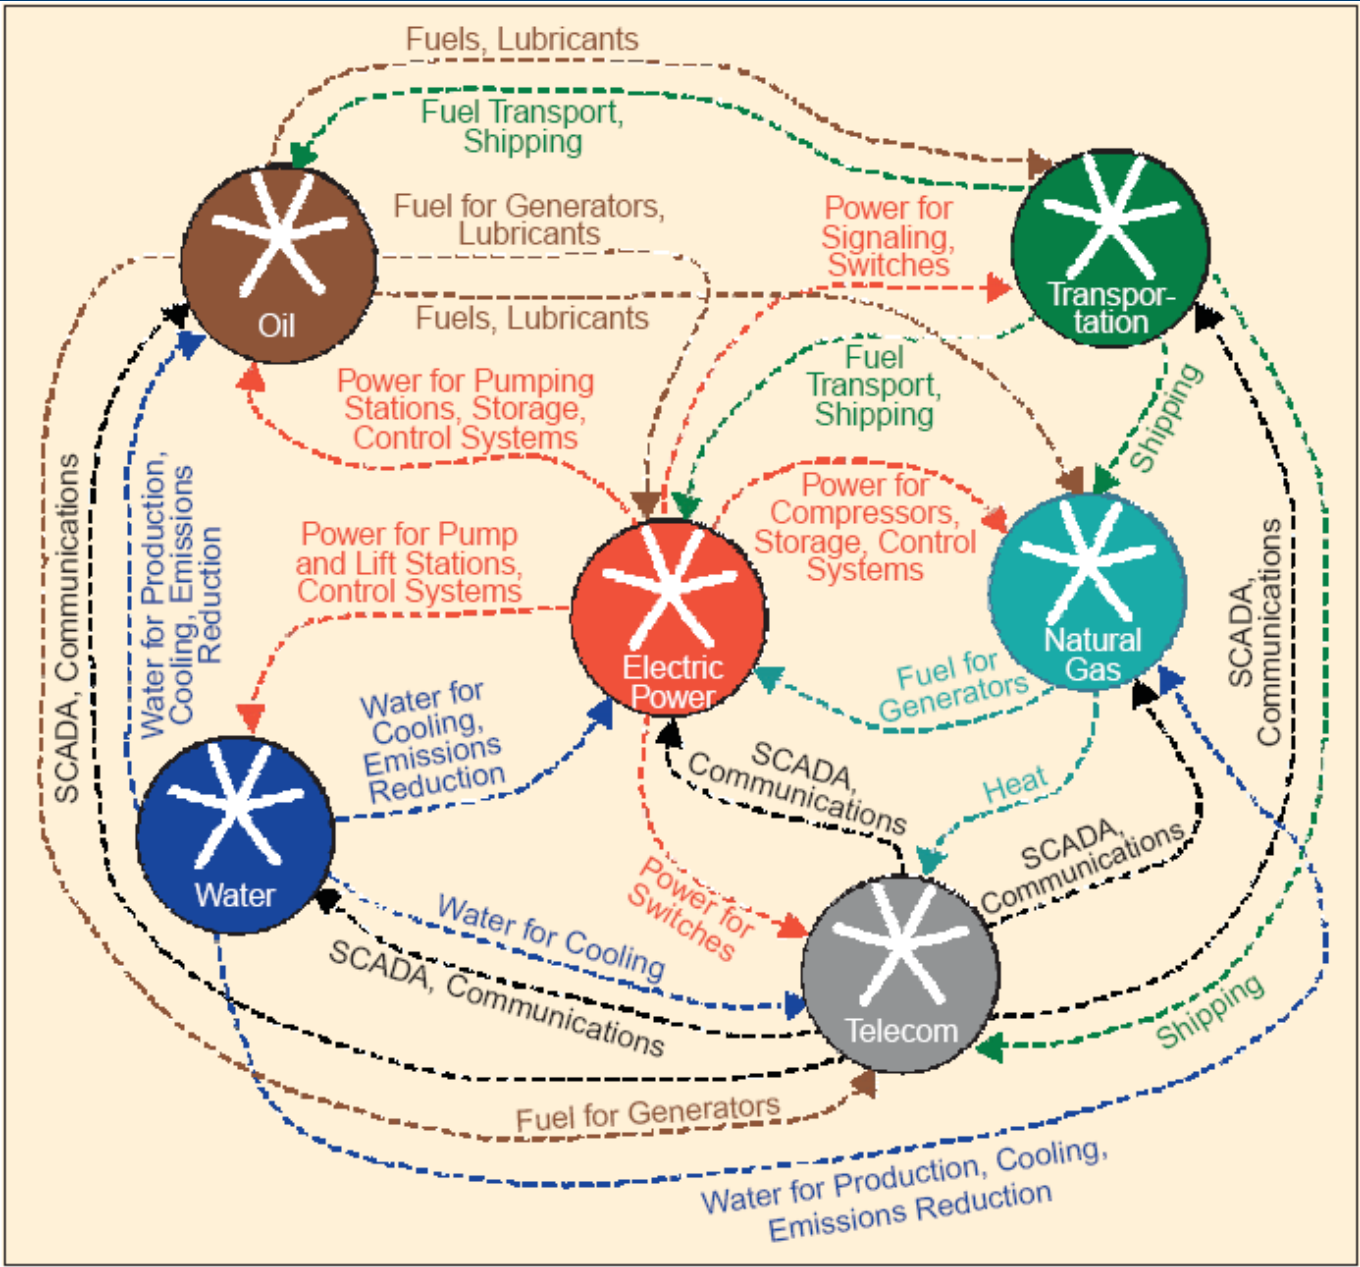 Fuels, Lubricants
Fuel Transport,
Shipping
Fuel for Generators,
Lubricants
Power for
Signaling,
Switches
Transpor-
tation
Oil
Fuels, Lubricants
Fuel
Transport,
Shipping
Shipping
Power for Pumping
Stations, Storage,
Control Systems
SCADA, Communications
Water for Production,
Cooling, Emissions
Reduction
Power for
Compressors,
Storage, Control
Systems
Power for Pump
and Lift Stations,
Control Systems
SCADA,
Communications
Electric
Power
Natural
Gas
Fuel for
Generators
Water for
Cooling,
Emissions
Reduction
SCADA,
Communications
Heat
SCADA,
Communications
Water
Power for
Switches
Water for Cooling
SCADA, Communications
Telecom
Shipping
Fuel for Generators
Water for Production, Cooling,
Emissions Reduction